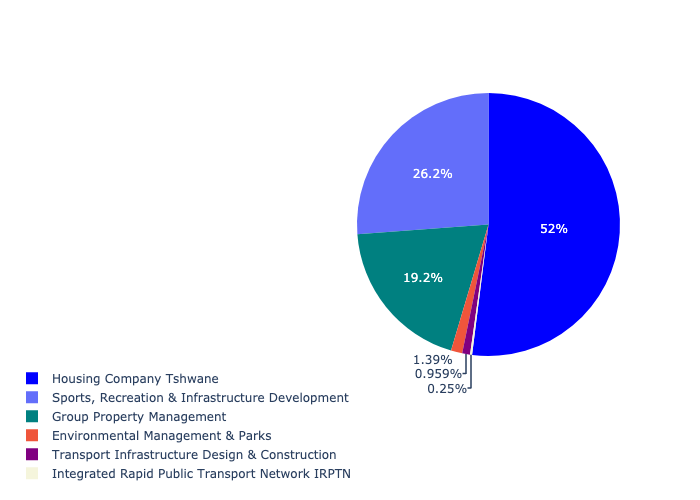 26.2%
52%
19.2%
1.39%
0.959%
0.25%
Housing Company Tshwane
Sports, Recreation & Infrastructure Development
Group Property Management
Environmental Management & Parks
Transport Infrastructure Design & Construction
Integrated Rapid Public Transport Network IRPTN